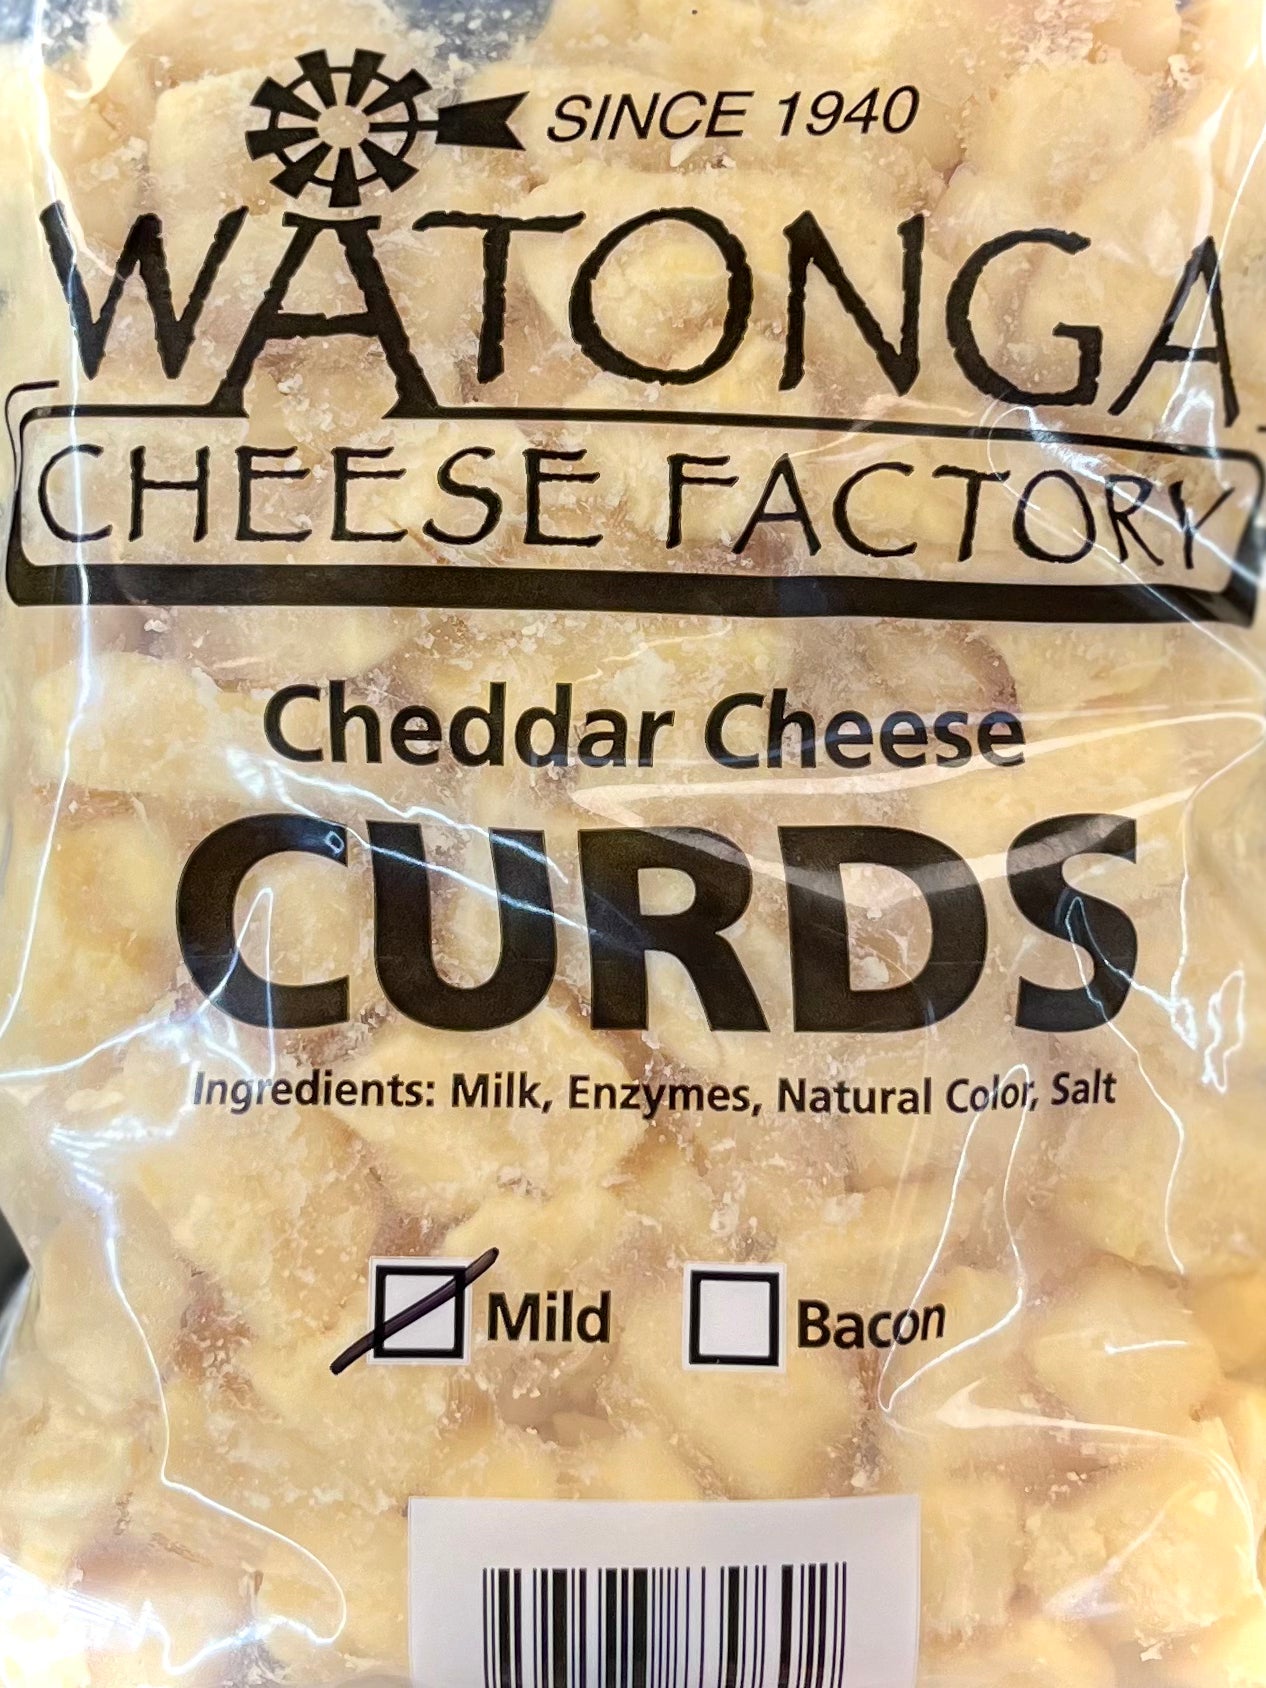 SINCE 1940
WATONGA
CHEESE FACTORY
Cheddar Cheese
CURDS
Ingredients: Milk, Enzymes, Natural Color, Salt
Mild Bacon